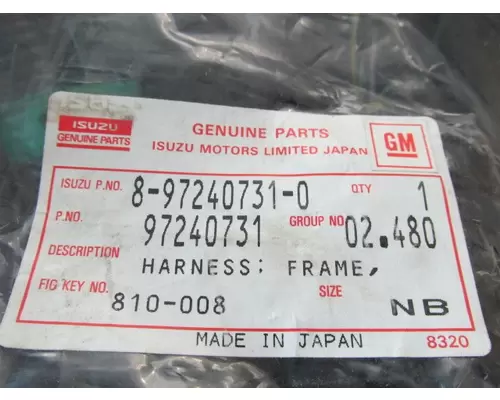 ISUZU
GENUINE PARTS
GENUINE PARTS
ISUZU MOTORS LIMITED JAPAN
GM
ISUZU P.NO. 8-97240731-0 QTY 1
P.NO. 97240731 GROUP NO 02.480
DESCRIPTION HARNESS; FRAME,
FIG KEY NO. 810-008 SIZE NB
MADE IN JAPAN 8320